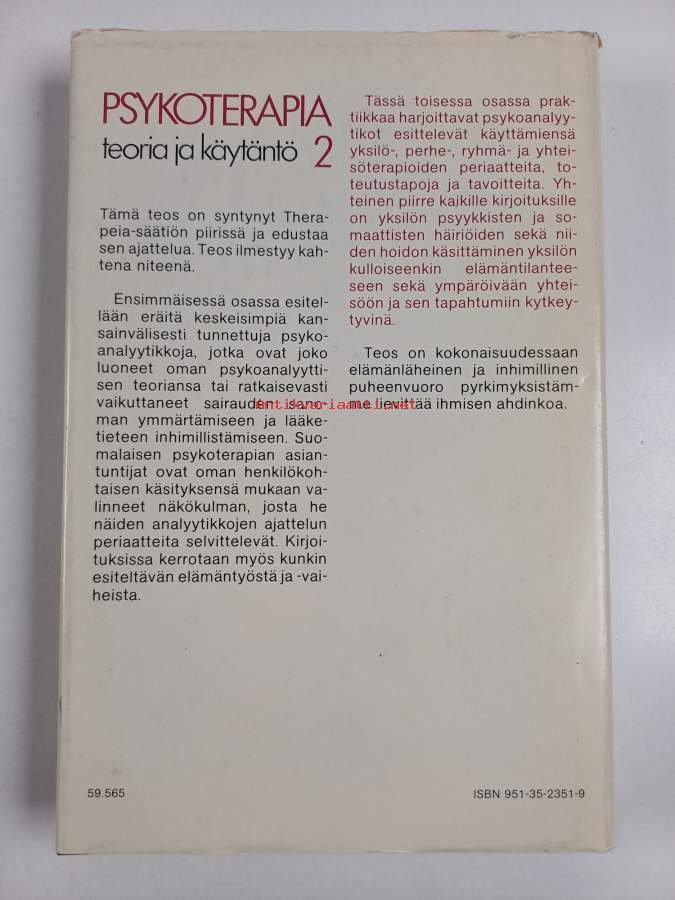 PSYKOTERAPIA
teoria ja käytäntö 2
Tämä teos on syntynyt Thera-
peia-säätiön piirissä ja edustaa
sen ajattelua. Teos ilmestyy kah-
tena niteenä.
Ensimmäisessä osassa esitel-
lään eräitä keskeisimpiä kan-
sainvälisesti tunnettuja psyko-
analyytikkoja, jotka ovat joko
luoneet oman psykoanalyytti-
sen teoriansa tai ratkaisevasti
vaikuttaneet sairauden sano-
man ymmärtämiseen ja lääke-
tieteen inhimillistämiseen. Suo-
malaisen psykoterapian asian-
tuntijat ovat oman henkilökoh-
taisen käsityksensä mukaan va-
linneet näkökulman, josta he
näiden analyytikkojen ajattelun
periaatteita selvittelevät. Kirjoi-
tuksissa kerrotaan myös kunkin
esiteltävän elämäntyöstä ja -vai-
heista.
Tässä toisessa osassa prak-
tiikkaa harjoittavat psykoanalyy-
tikot esittelevät käyttämiensä
yksilö-, perhe-, ryhmä- ja yhtei-
söterapioiden periaatteita, to-
teutustapoja ja tavoitteita. Yh-
teinen piirre kaikille kirjoituksille
on yksilön psyykkisten ja so-
maattisten häiriöiden sekä nii-
den hoidon käsittäminen yksilön
kulloiseenkin elämäntilantee-
seen sekä ympäröivään yhtei-
söön ja sen tapahtumiin kytkey-
tyvinä.
Teos on kokonaisuudessaan
elämänläheinen ja inhimillinen
puheenvuoro pyrkimyksistäm-
me lievittää ihmisen ahdinkoa.
Antikvariaatti.net
59.565
ISBN 951-35-2351-9